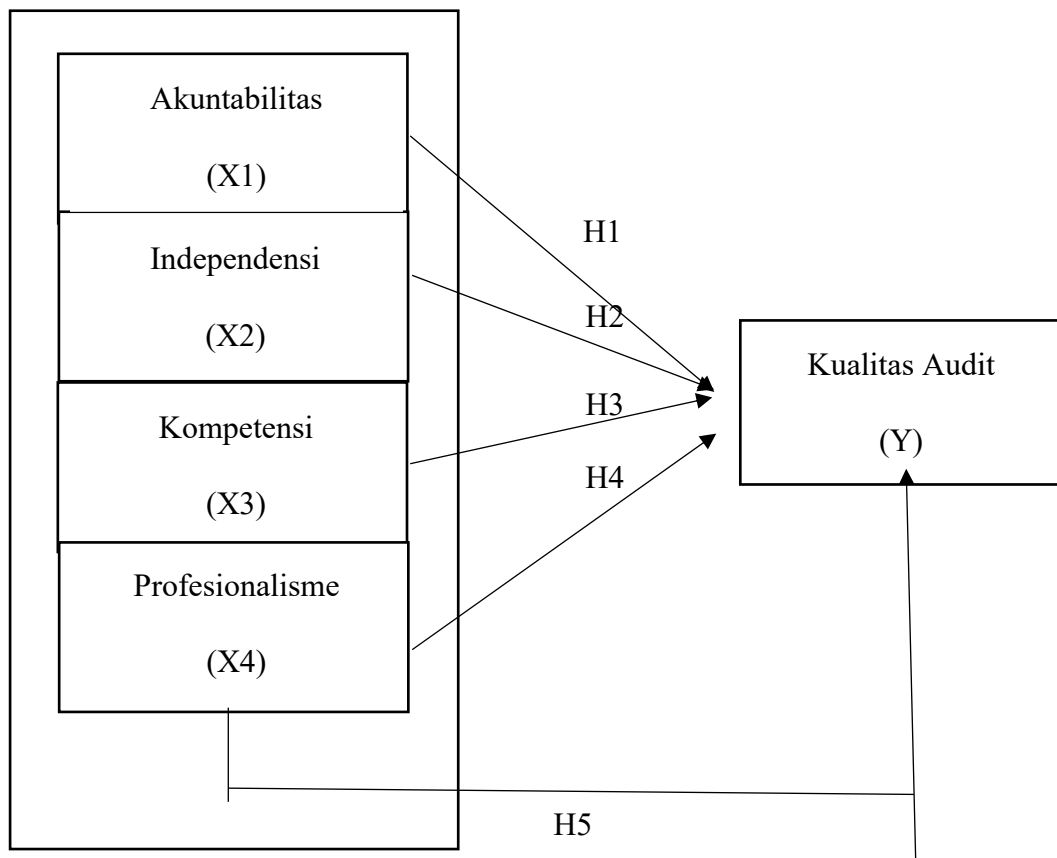 Akuntabilitas
(X1)
Independensi
(X2)
Kompetensi
(X3)
Profesionalisme
(X4)
H1
H2
H3
H4
Kualitas Audit
(Y)
H5